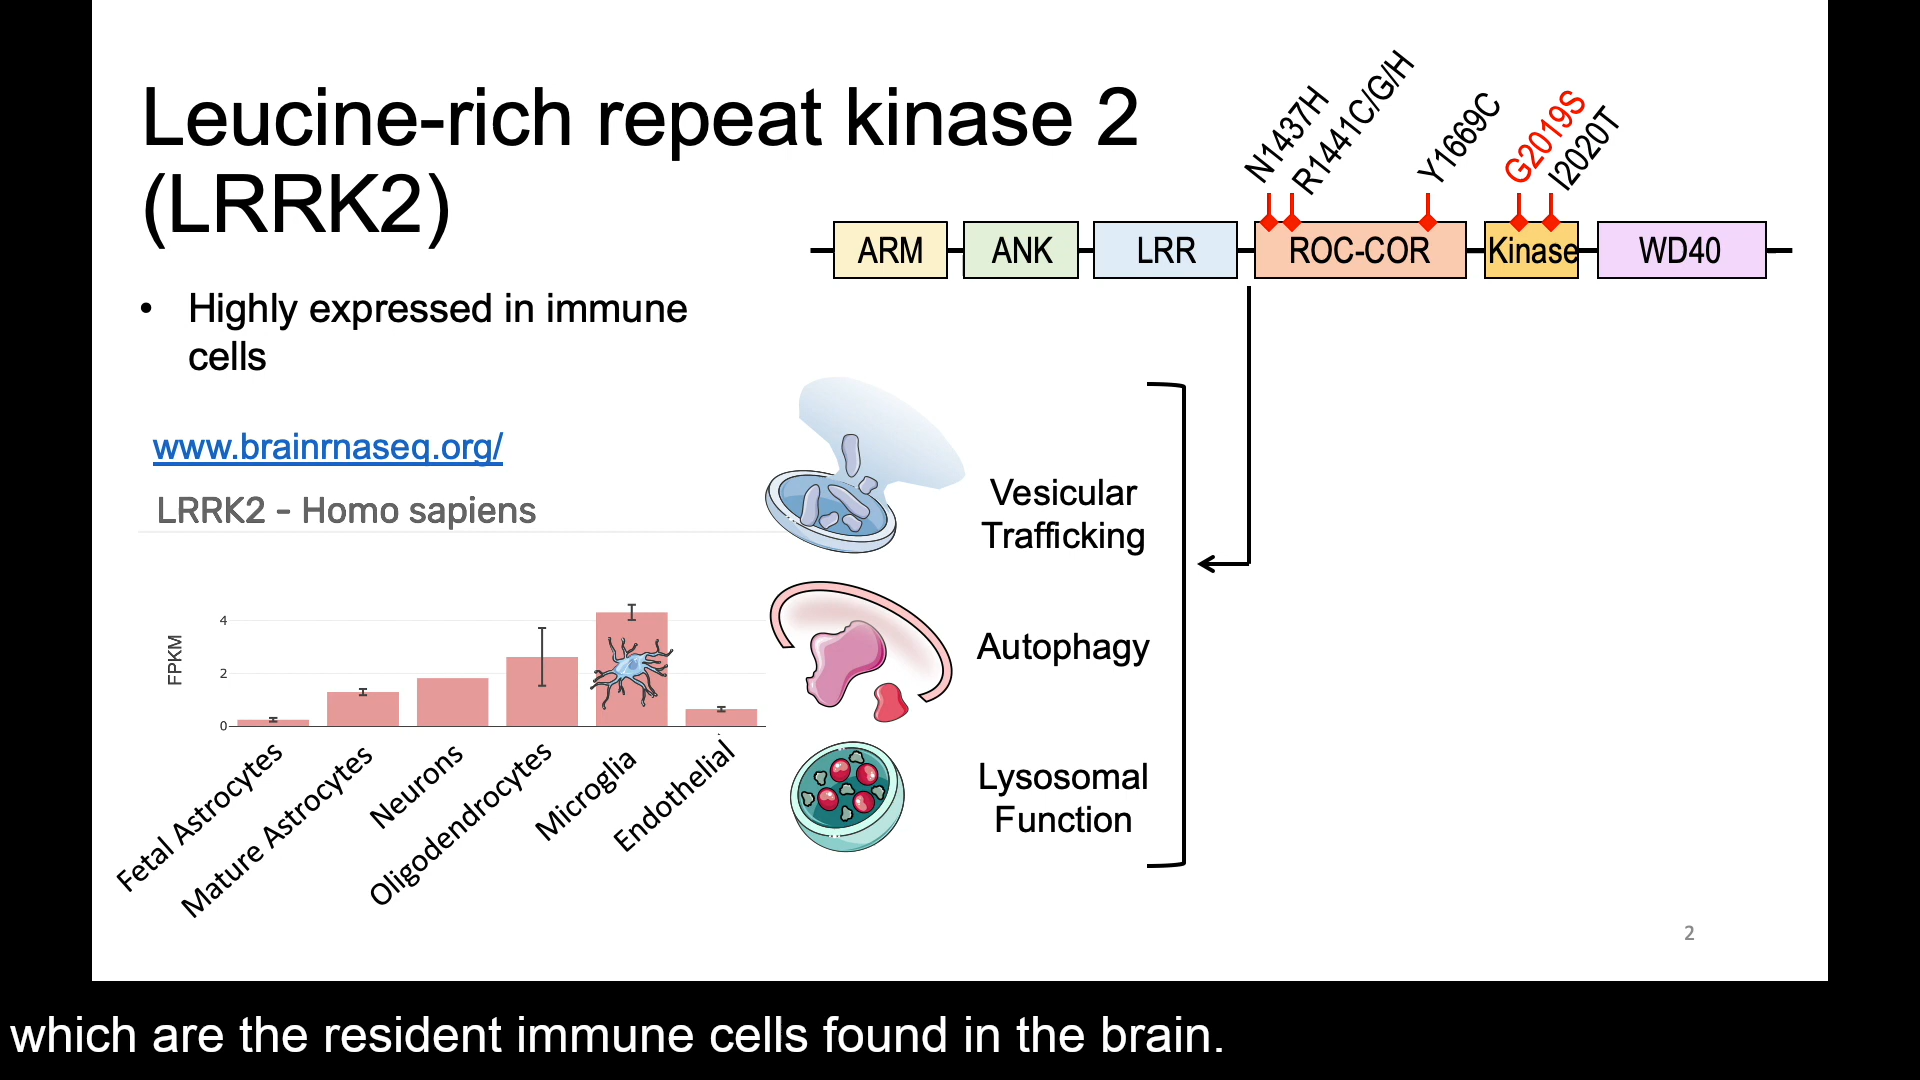 Leucine-rich repeat kinase 2
(LRRK2)
N1437H
R1441C/G/H
Y1669C
G2019S
I2020T
ARM
ANK
LRR
ROC-COR
Kinase
WD40
• Highly expressed in immune
cells
www.brainrnaseq.org/
LRRK2 - Homo sapiens
FPKM
4
2
0
Fetal Astrocytes
Mature Astrocytes
Neurons
Oligodendrocytes
Microglia
Endothelial
Vesicular
Trafficking
Autophagy
Lysosomal
Function
2
which are the resident immune cells found in the brain.